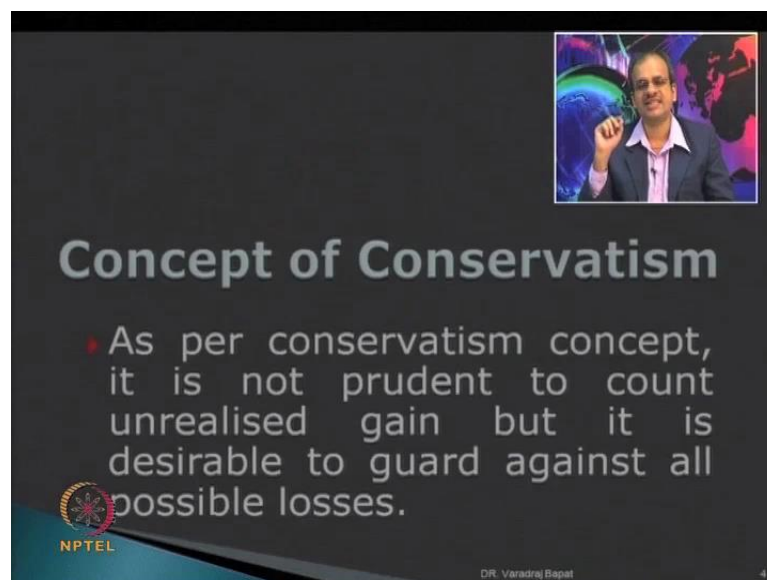 Concept of Conservatism
As per conservatism concept,
it is not prudent to count
unrealised gain but it is
desirable to guard against all
possible losses.
NPTEL
DR. Varadraj Bapat
4